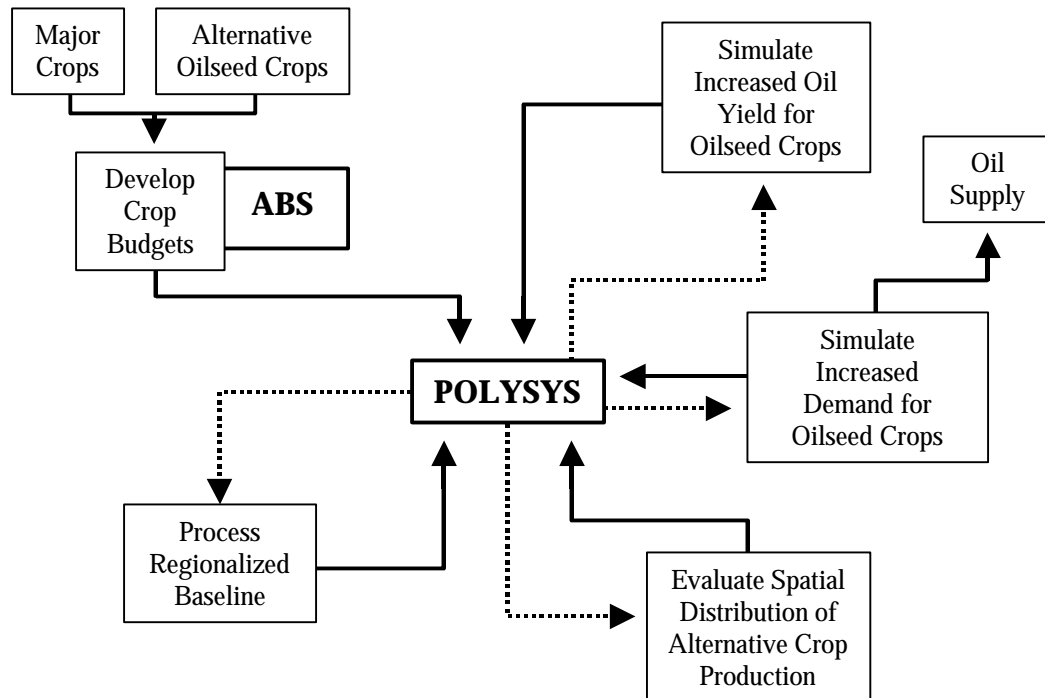 Major
Crops
Alternative
Oilseed Crops
Simulate
Increased Oil
Yield for
Oilseed Crops
Oil
Supply
Develop
Crop
Budgets
ABS
POLYSYS
Simulate
Increased
Demand for
Oilseed Crops
Process
Regionalized
Baseline
Evaluate Spatial
Distribution of
Alternative Crop
Production